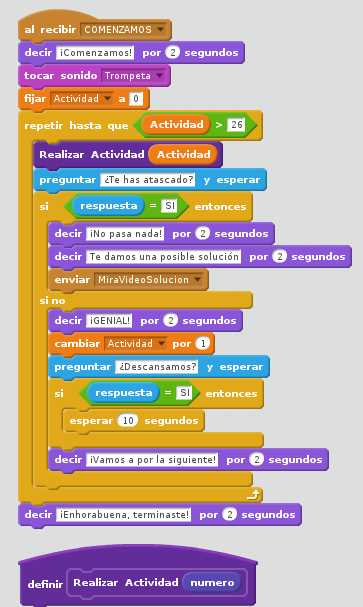 al recibir COMENZAMOS
decir ¡Comenzamos! por 2 segundos
tocar sonido Trompeta
fijar Actividad a 0
repetir hasta que Actividad > 26
Realizar Actividad Actividad
preguntar ¿Te has atascado? y esperar
si respuesta = SI entonces
decir ¡No pasa nada! por 2 segundos
decir Te damos una posible solución por 2 segundos
enviar MiraVideoSolucion
si no
decir ¡GENIAL! por 2 segundos
cambiar Actividad por 1
preguntar ¿Descansamos? y esperar
si respuesta = SI entonces
esperar 10 segundos
decir ¡Vamos a por la siguiente! por 2 segundos
decir ¡Enhorabuena, terminaste! por 2 segundos
definir Realizar Actividad numero